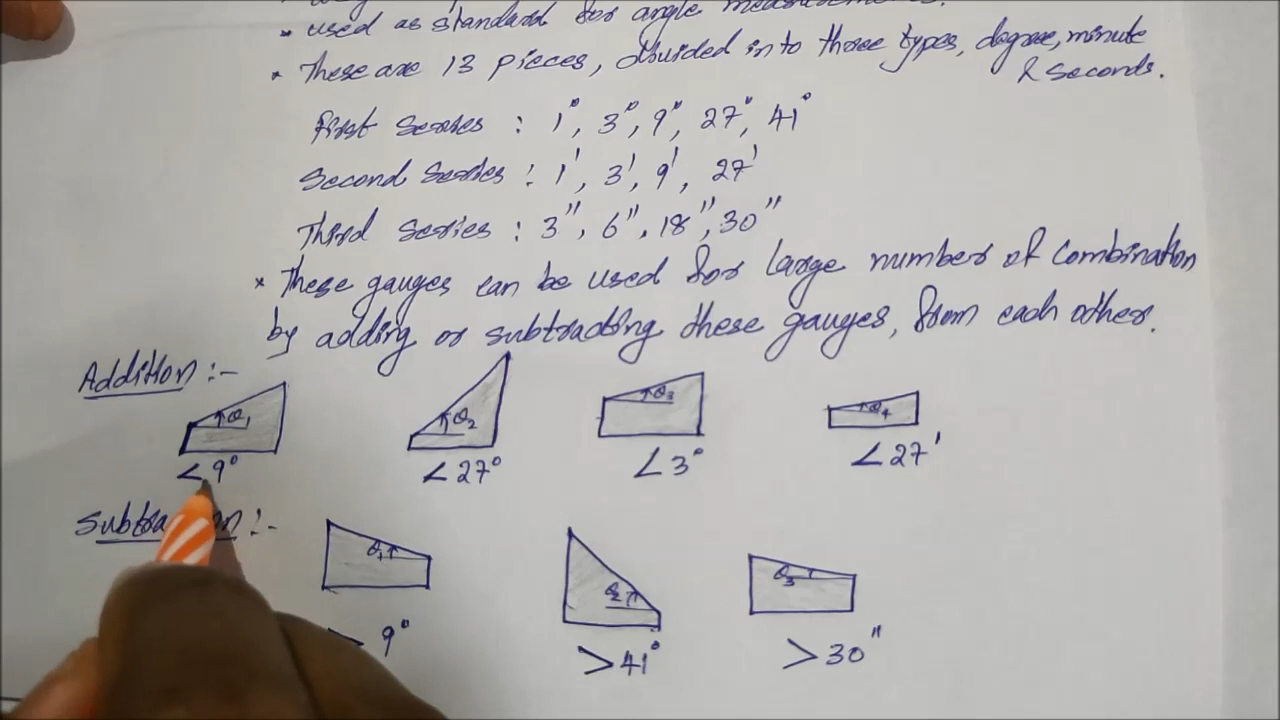 * used as standard for angle measurements.
* These are 13 pieces, divided in to three types, degree, minute
& Seconds.
First Series : 1°, 3°, 9°, 27°, 41°
Second Series : 1', 3', 9', 27'
Third Series : 3", 6", 18", 30"
* These gauges can be used for large number of combination
by adding or subtracting these gauges, from each other.
Addition :-
θ1 θ2 θ3 θ4
<9° <27° <3° <27'
Subtraction :-
θ1 θ2 θ3
> 9° >41° >30"